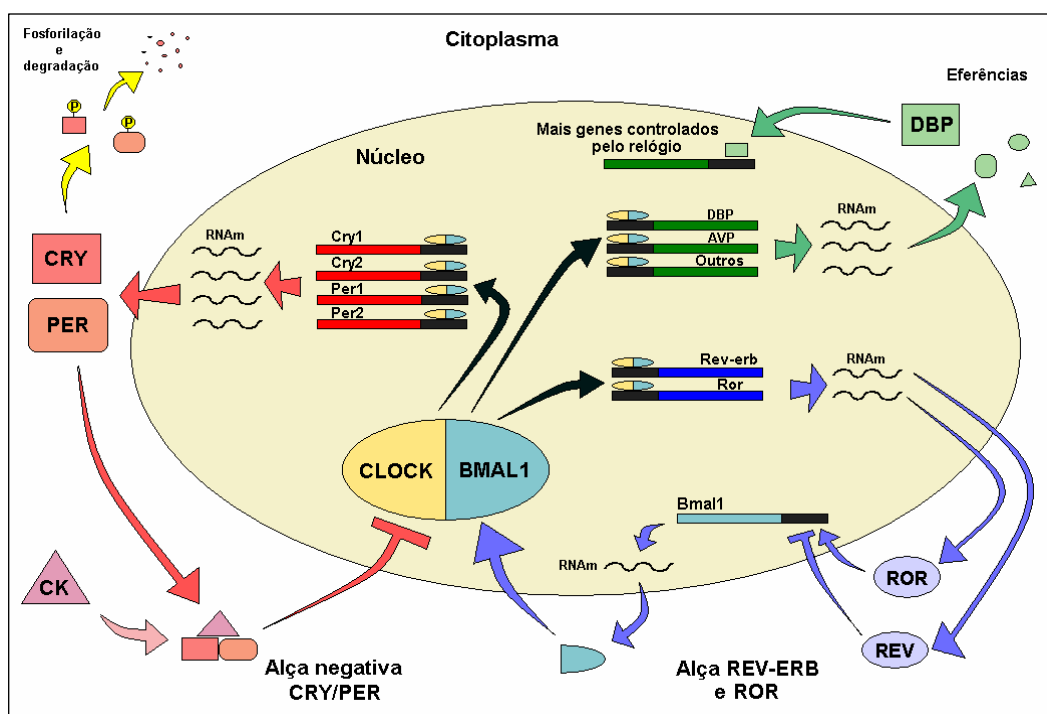 Fosforilação
e
degradação
P
P
Citoplasma
Eferências
DBP
Mais genes controlados
pelo relógio
Núcleo
CRY
PER
RNAm
Cry1
Cry2
Per1
Per2
DBP
AVP
Outros
RNAm
Rev-erb
Ror
RNAm
CLOCK
BMAL1
Bmal1
RNAm
ROR
REV
CK
Alça negativa
CRY/PER
Alça REV-ERB
e ROR